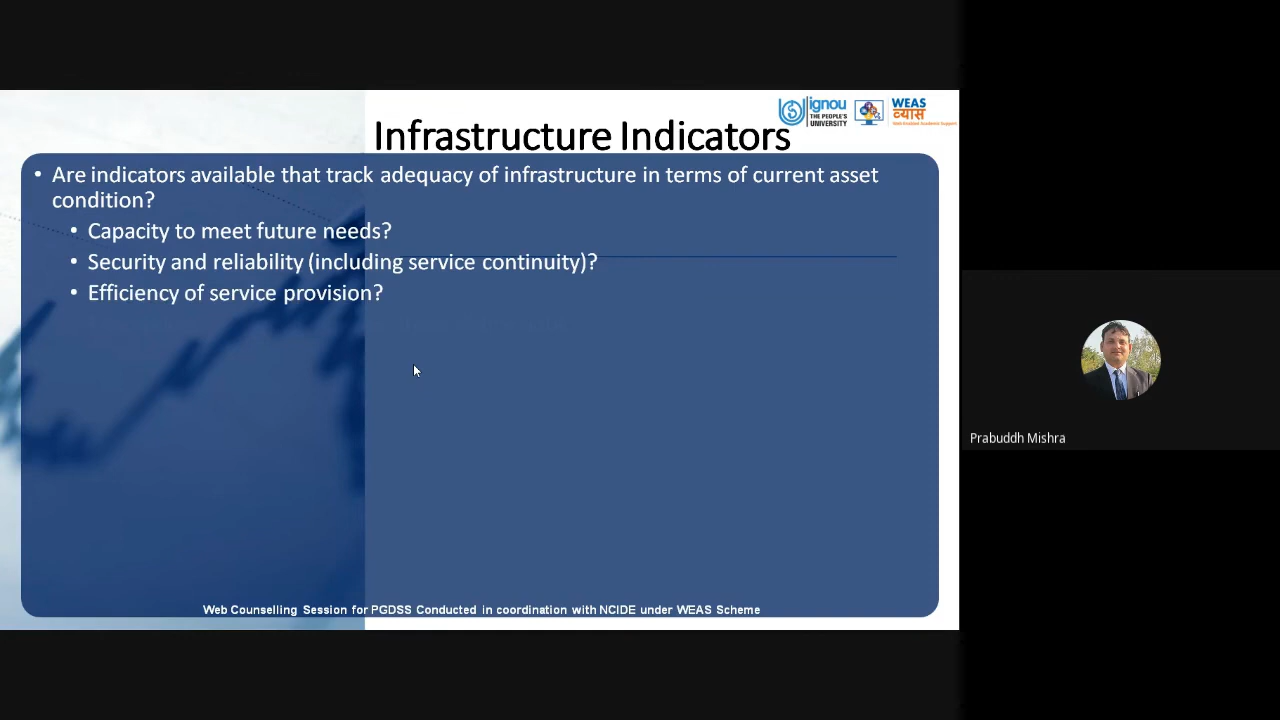 ignou
THE PEOPLE'S
UNIVERSITY
WEAS
व्यास
Infrastructure Indicators
• Are indicators available that track adequacy of infrastructure in terms of current asset
condition?
• Capacity to meet future needs?
• Security and reliability (including service continuity)?
• Efficiency of service provision?
Web Counselling Session for PGDSS Conducted in coordination with NCIDE under WEAS Scheme
Prabuddh Mishra